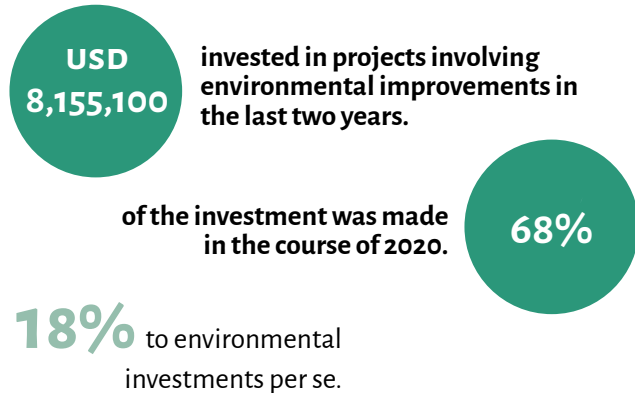 USD
8,155,100
invested in projects involving
environmental improvements in
the last two years.
of the investment was made
in the course of 2020.
68%
18% to environmental
investments per se.